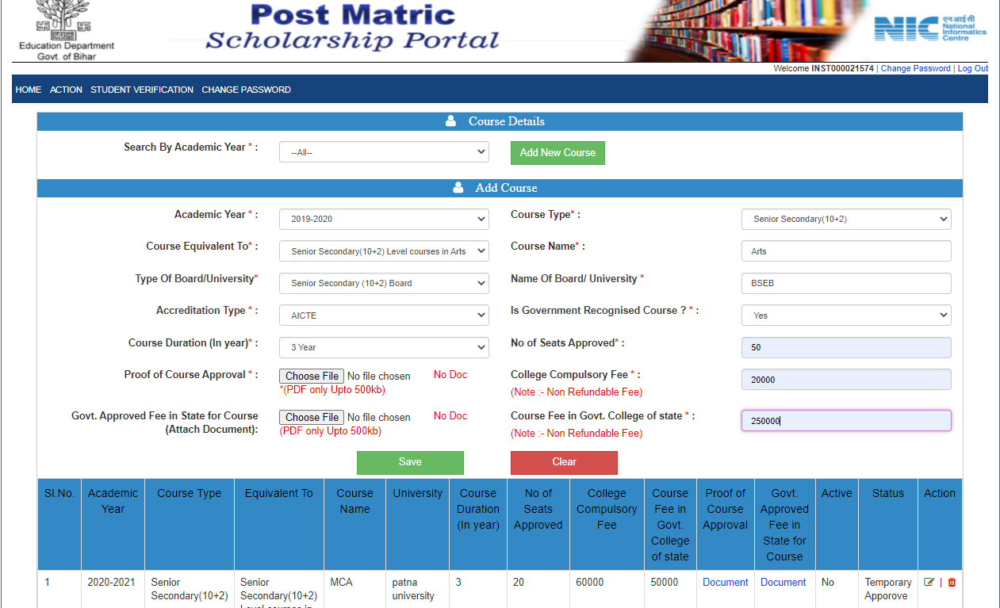 Post Matric
Scholarship Portal
Education Department
Govt. of Bihar
NIC
एन आई सी
National
Informatics
Centre
Welcome INST000021574 | Change Password | Log Out
HOME ACTION STUDENT VERIFICATION CHANGE PASSWORD
Course Details
Search By Academic Year * : --All-- Add New Course
Add Course
Academic Year * : 2019-2020 Course Type* : Senior Secondary(10+2)
Course Equivalent To* : Senior Secondary(10+2) Level courses in Arts Course Name* : Arts
Type Of Board/University* Senior Secondary (10+2) Board Name Of Board/ University * BSEB
Accreditation Type * : AICTE Is Government Recognised Course ? * : Yes
Course Duration (In year)* : 3 Year No of Seats Approved* : 50
Proof of Course Approval * : Choose File No file chosen No Doc College Compulsory Fee * : 20000
*(PDF only Upto 500kb) (Note :- Non Refundable Fee)
Govt. Approved Fee in State for Course Choose File No file chosen No Doc Course Fee in Govt. College of state * : 250000
(Attach Document): (PDF only Upto 500kb) (Note :- Non Refundable Fee)
Save Clear
Sl.No. Academic Course Type Equivalent To Course University Course No of College Course Proof of Govt. Active Status Action
Year Name Duration Seats Compulsory Fee in Course Approved
(In year) Approved Fee Govt. Approval Fee in
College State for
of state Course
1 2020-2021 Senior Senior MCA patna 3 20 60000 50000 Document Document No Temporary |
Secondary(10+2) Secondary(10+2) university Apporove
Level courses in